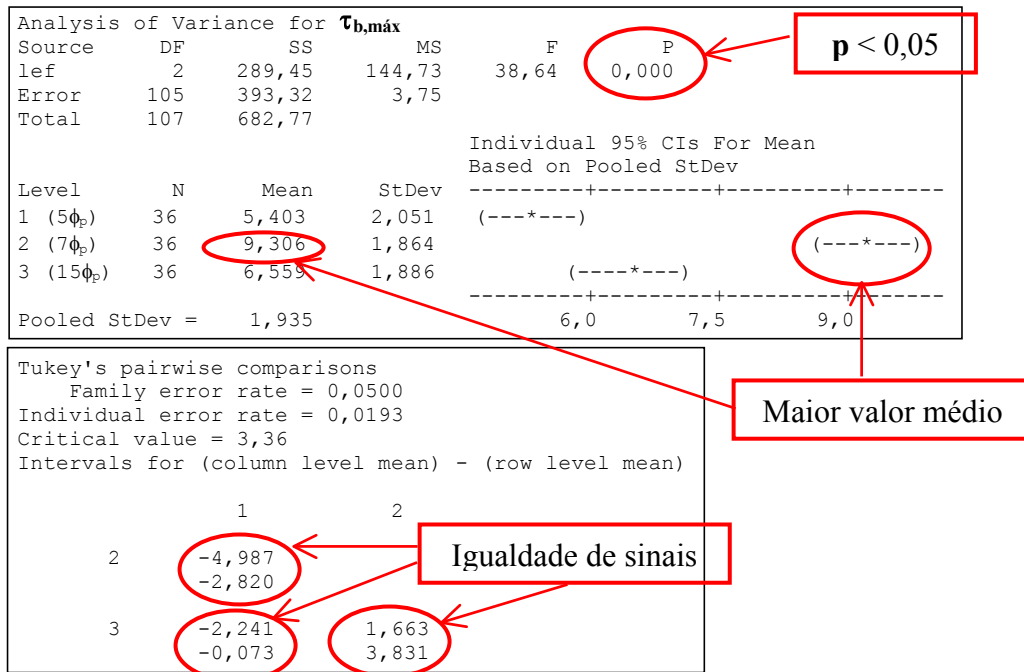 Analysis of Variance for τb,máx
Source DF SS MS F P
lef 2 289,45 144,73 38,64 0,000
Error 105 393,32 3,75
Total 107 682,77
p < 0,05
Individual 95% CIs For Mean
Based on Pooled StDev
Level N Mean StDev ---------+---------+---------+-------
1 (5ϕp) 36 5,403 2,051 (---*---)
2 (7ϕp) 36 9,306 1,864 (---*---)
3 (15ϕp) 36 6,559 1,886 (----*---)
---------+---------+---------+-------
Pooled StDev = 1,935 6,0 7,5 9,0
Maior valor médio
Tukey's pairwise comparisons
Family error rate = 0,0500
Individual error rate = 0,0193
Critical value = 3,36
Intervals for (column level mean) - (row level mean)
1 2
2 -4,987
-2,820
Igualdade de sinais
3 -2,241 1,663
-0,073 3,831